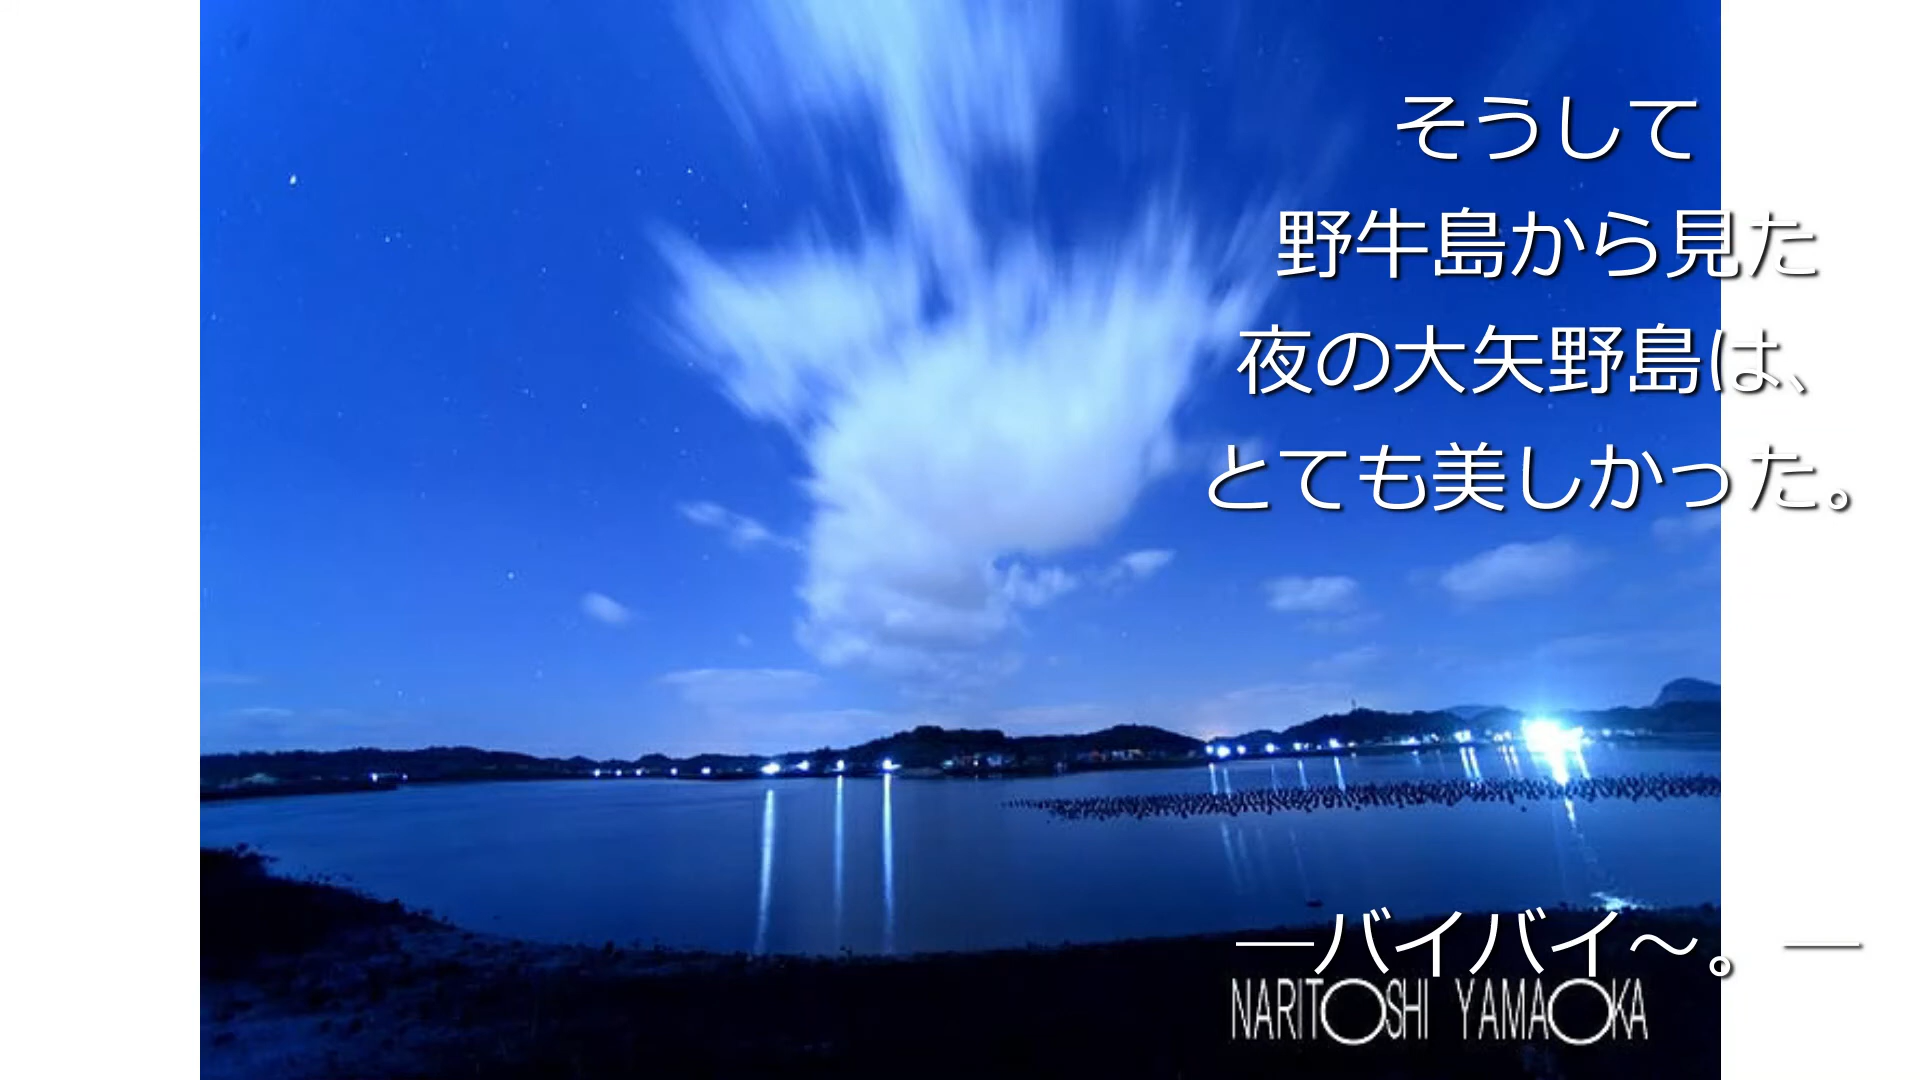 そうして
野牛島から見た
夜の大矢野島は、
とても美しかった。
―バイバイ～。―
NARITOSHI YAMAOKA